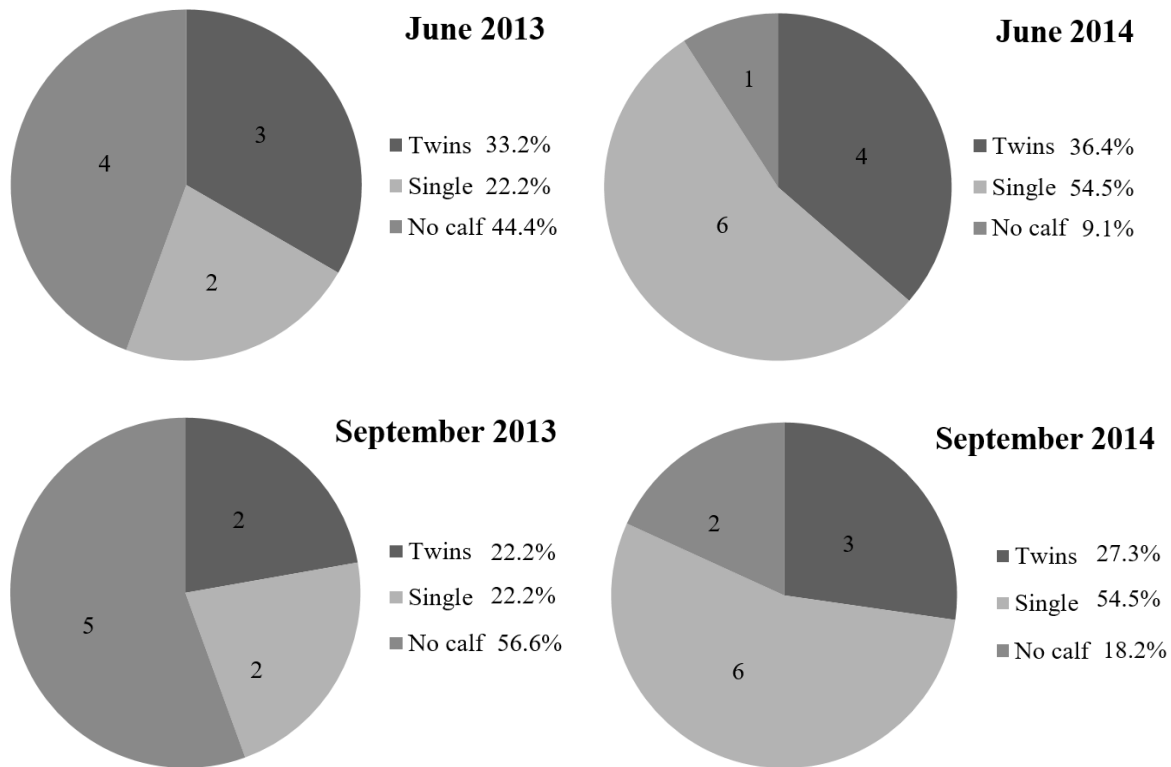 June 2013
3
4
2
Twins 33.2%
Single 22.2%
No calf 44.4%
June 2014
1
4
6
Twins 36.4%
Single 54.5%
No calf 9.1%
September 2013
2
5
2
Twins 22.2%
Single 22.2%
No calf 56.6%
September 2014
2
3
6
Twins 27.3%
Single 54.5%
No calf 18.2%